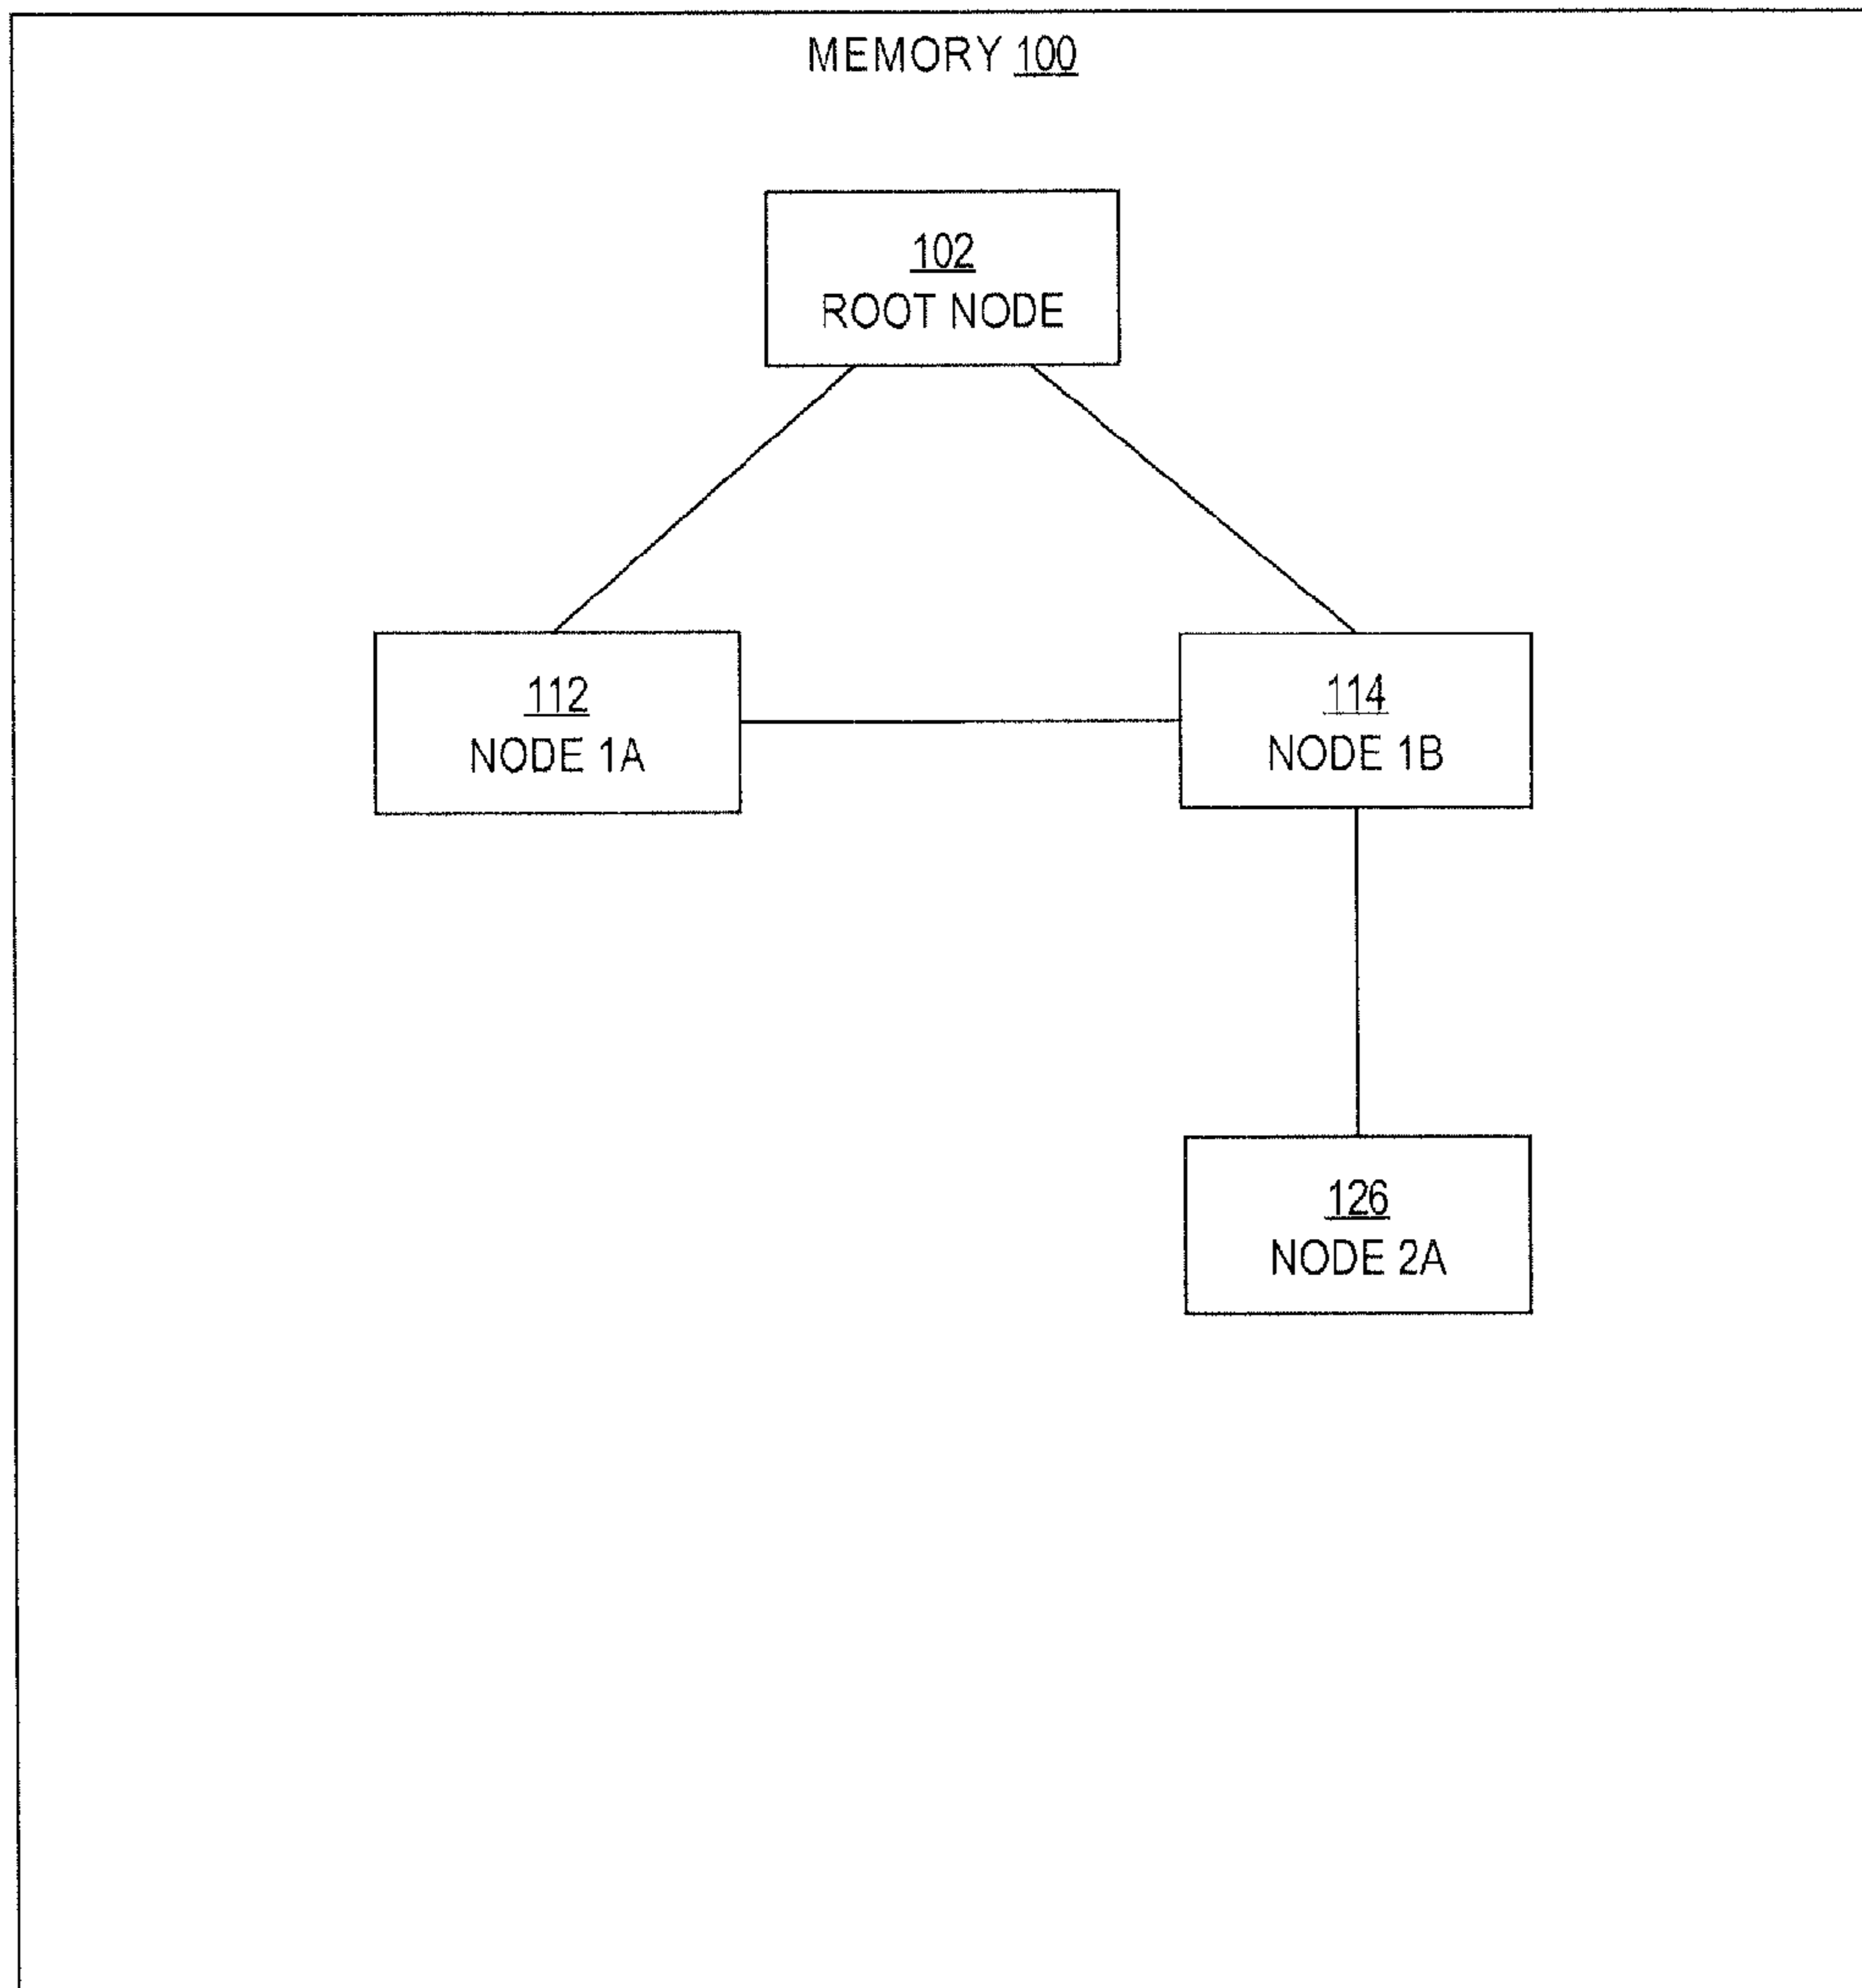 MEMORY 100
102
ROOT NODE
112
NODE 1A
114
NODE 1B
126
NODE 2A